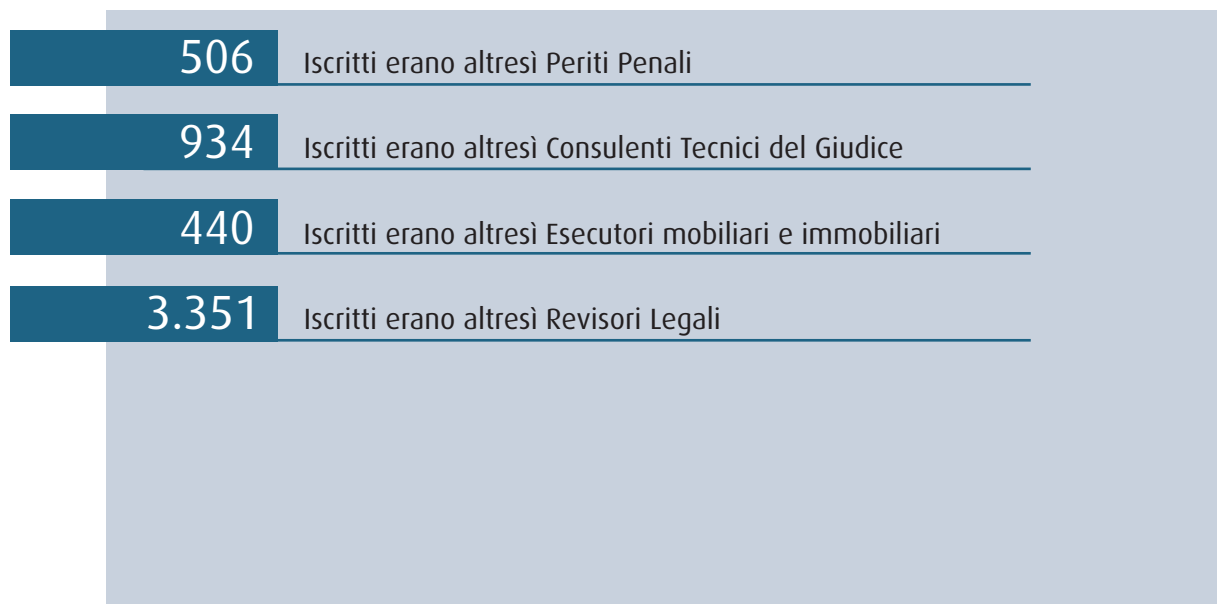 506 Iscritti erano altresì Periti Penali
934 Iscritti erano altresì Consulenti Tecnici del Giudice
440 Iscritti erano altresì Esecutori mobiliari e immobiliari
3.351 Iscritti erano altresì Revisori Legali